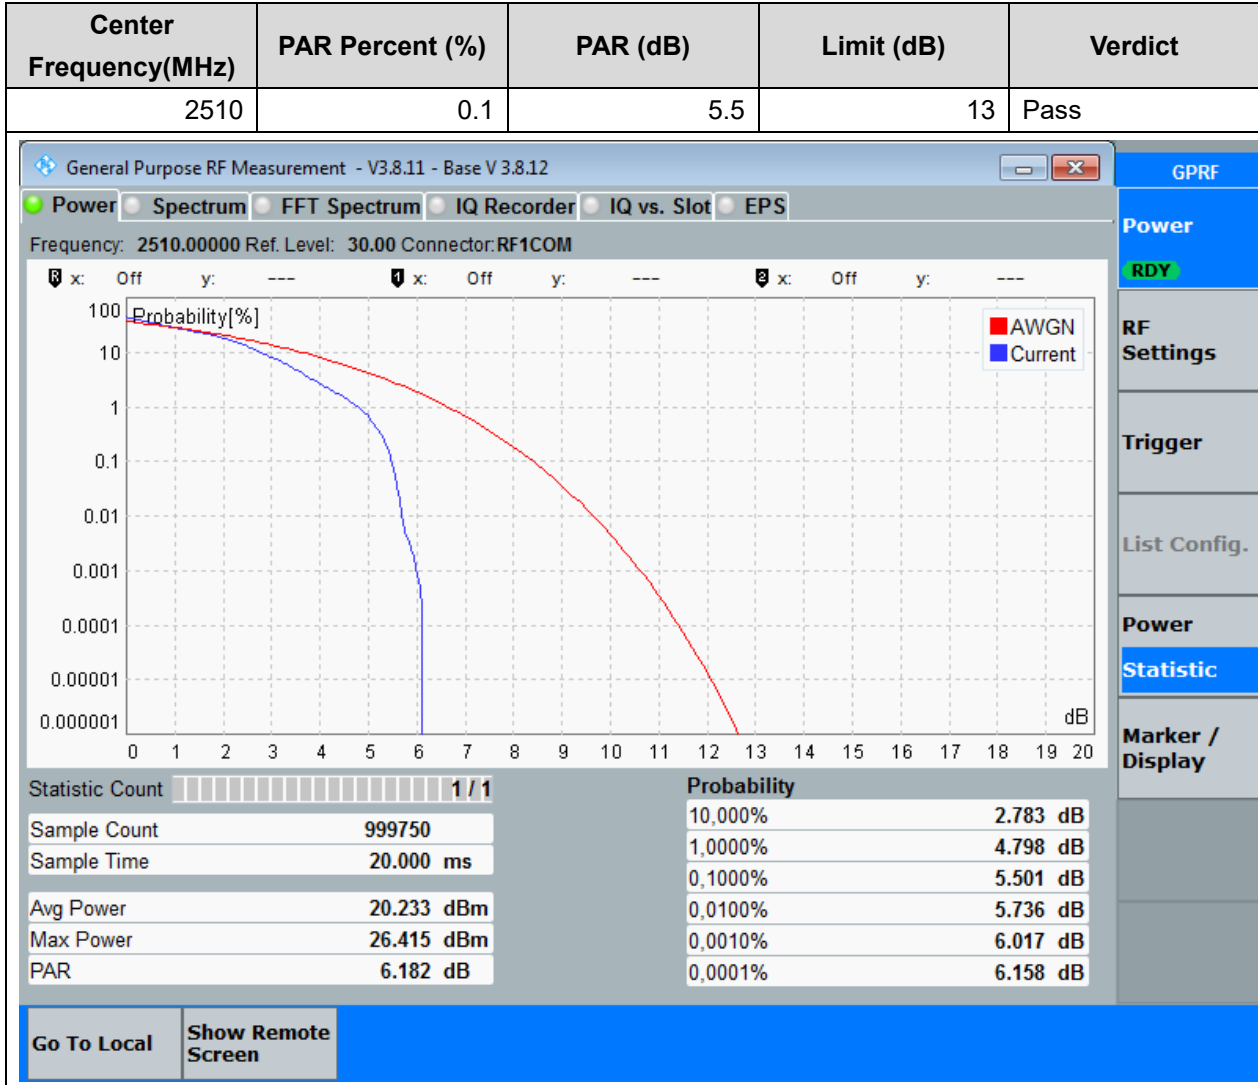 Center Frequency(MHz) PAR Percent (%) PAR (dB) Limit (dB) Verdict
2510 0.1 5.5 13 Pass
General Purpose RF Measurement - V3.8.11 - Base V 3.8.12
GPRF
Power Spectrum FFT Spectrum IQ Recorder IQ vs. Slot EPS
Power
RDY
Frequency: 2510.00000 Ref. Level: 30.00 Connector:RF1COM
R x: Off y: --- 1 x: Off y: --- 2 x: Off y: ---
Probability[%]
AWGN
Current
100
10
1
0.1
0.01
0.001
0.0001
0.00001
0.000001
dB
0 1 2 3 4 5 6 7 8 9 10 11 12 13 14 15 16 17 18 19 20
RF Settings
Trigger
List Config.
Power
Statistic
Marker / Display
Statistic Count 1 / 1
Sample Count 999750
Sample Time 20.000 ms
Avg Power 20.233 dBm
Max Power 26.415 dBm
PAR 6.182 dB
Probability
10,000% 2.783 dB
1,0000% 4.798 dB
0,1000% 5.501 dB
0,0100% 5.736 dB
0,0010% 6.017 dB
0,0001% 6.158 dB
Go To Local
Show Remote Screen